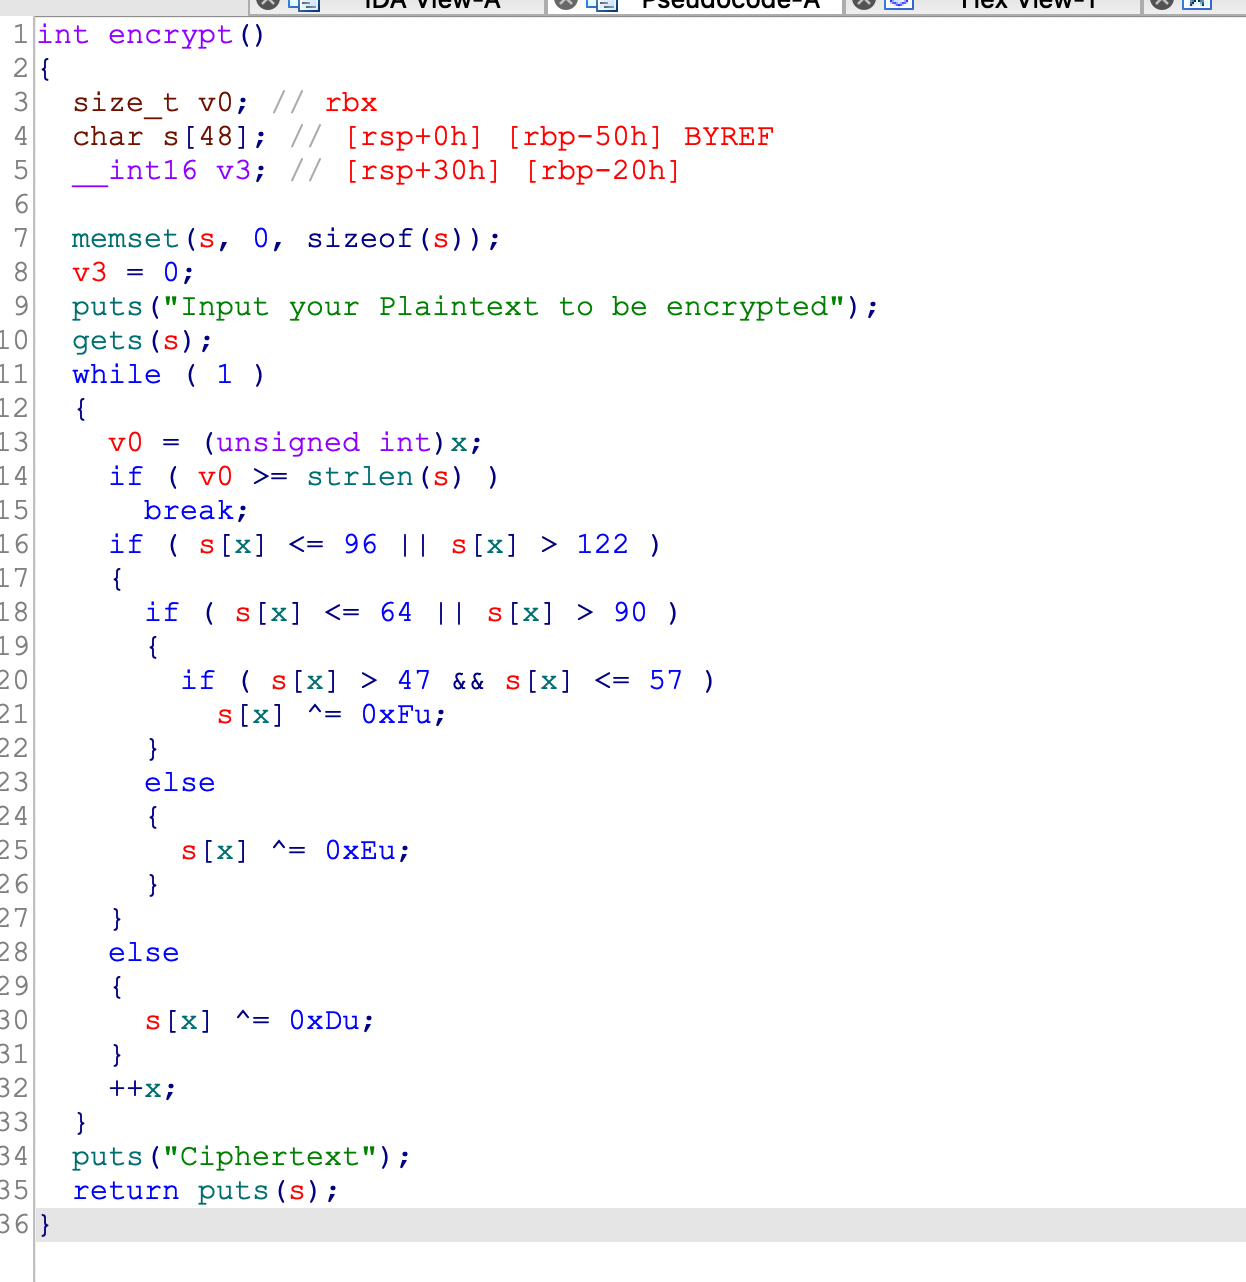 IDA View-A Pseudocode-A Hex View-1
1 int encrypt()
2 {
3   size_t v0; // rbx
4   char s[48]; // [rsp+0h] [rbp-50h] BYREF
5   __int16 v3; // [rsp+30h] [rbp-20h]
6
7   memset(s, 0, sizeof(s));
8   v3 = 0;
9   puts("Input your Plaintext to be encrypted");
10   gets(s);
11   while ( 1 )
12   {
13     v0 = (unsigned int)x;
14     if ( v0 >= strlen(s) )
15       break;
16     if ( s[x] <= 96 || s[x] > 122 )
17     {
18       if ( s[x] <= 64 || s[x] > 90 )
19       {
20         if ( s[x] > 47 && s[x] <= 57 )
21           s[x] ^= 0xFu;
22       }
23       else
24       {
25         s[x] ^= 0xEu;
26       }
27     }
28     else
29     {
30       s[x] ^= 0xDu;
31     }
32     ++x;
33   }
34   puts("Ciphertext");
35   return puts(s);
36 }